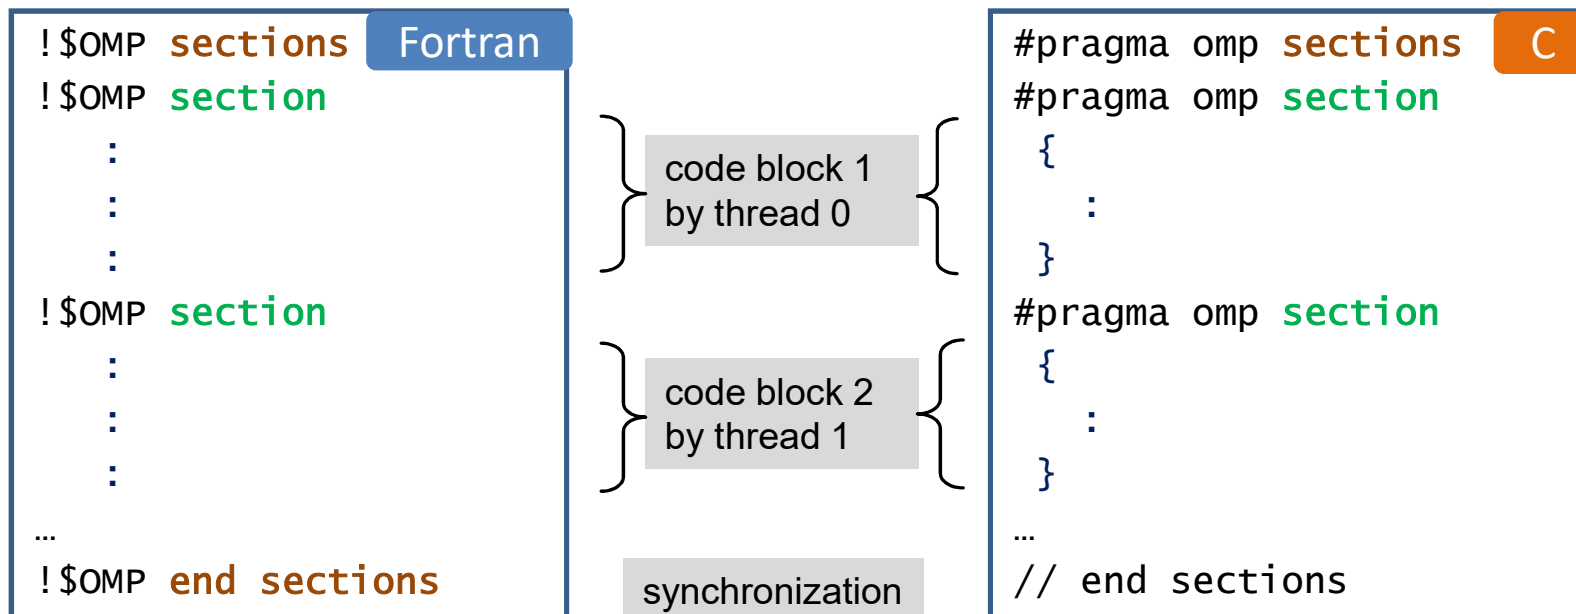 !$OMP sections
Fortran
!$OMP section
:
:
:
!$OMP section
:
:
:
…
!$OMP end sections
code block 1
by thread 0
code block 2
by thread 1
synchronization
#pragma omp sections
C
#pragma omp section
{
:
}
#pragma omp section
{
:
}
…
// end sections